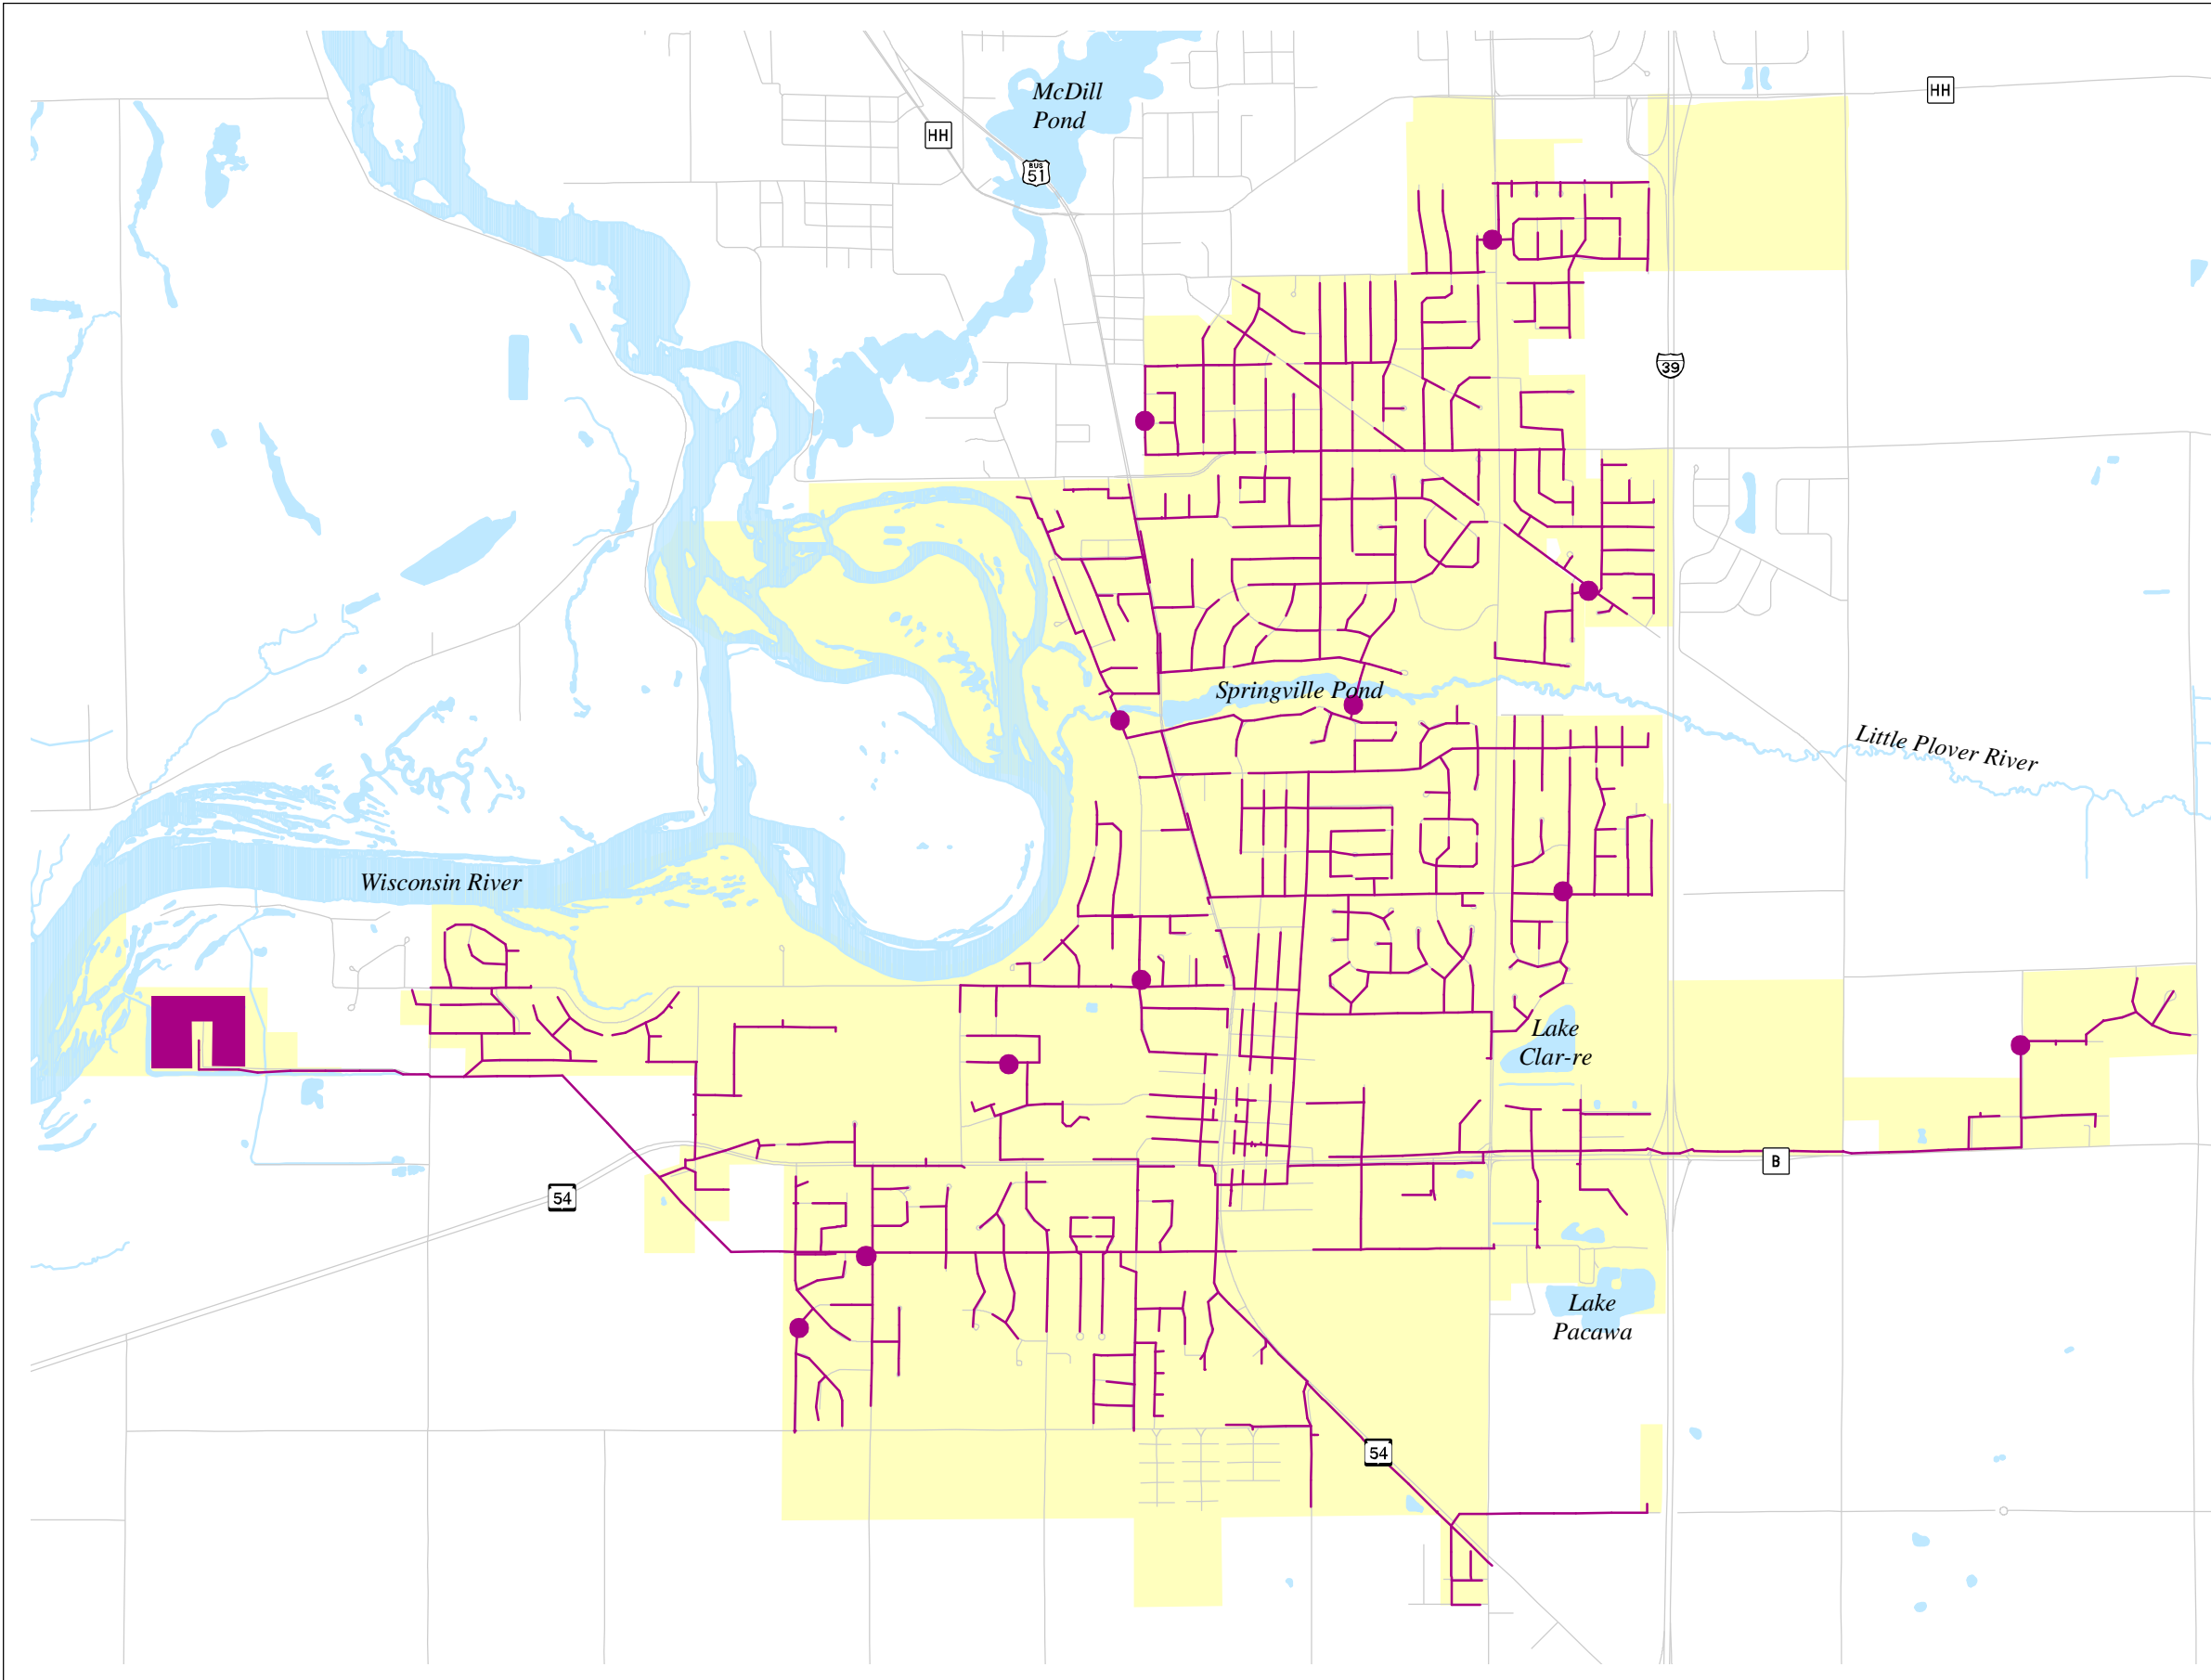 McDill
Pond
HH
HH
BUS
51
39
Springville Pond
Little Plover River
Wisconsin River
Lake
Clar-re
B
54
Lake
Pacawa
54